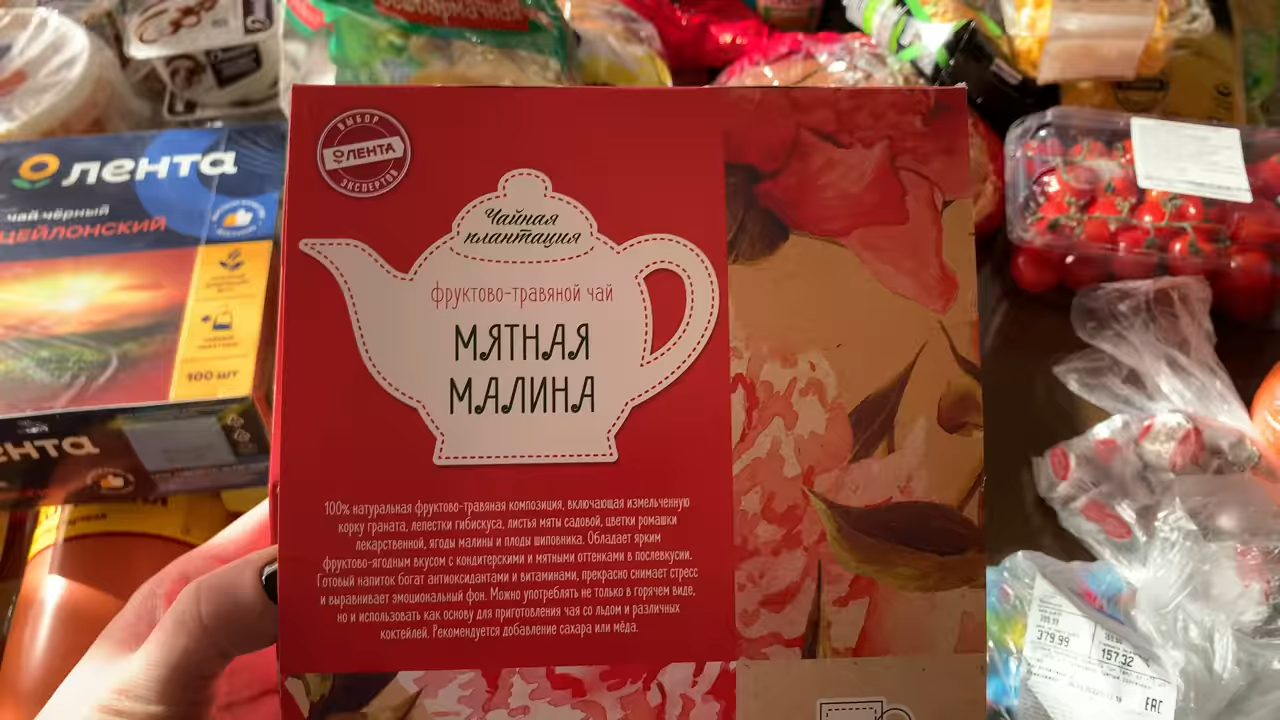 ВЫБОР
ЛЕНТА
ЭКСПЕРТОВ
Чайная
плантация
фруктово-травяной чай
МЯТНАЯ
МАЛИНА
100% натуральная фруктово-травяная композиция, включающая измельченную
корку граната, лепестки гибискуса, листья мяты садовой, цветки ромашки
лекарственной, ягоды малины и плоды шиповника. Обладает ярким
фруктово-ягодным вкусом с кондитерскими и мятными оттенками в послевкусии.
Готовый напиток богат антиоксидантами и витаминами, прекрасно снимает стресс
и выравнивает эмоциональный фон. Можно употреблять не только в горячем виде,
но и использовать как основу для приготовления чая со льдом и различных
коктейлей. Рекомендуется добавление сахара или мёда.
лента
чай чёрный
цейлонский
100 шт
ента
379.99
157.32
ЕАС